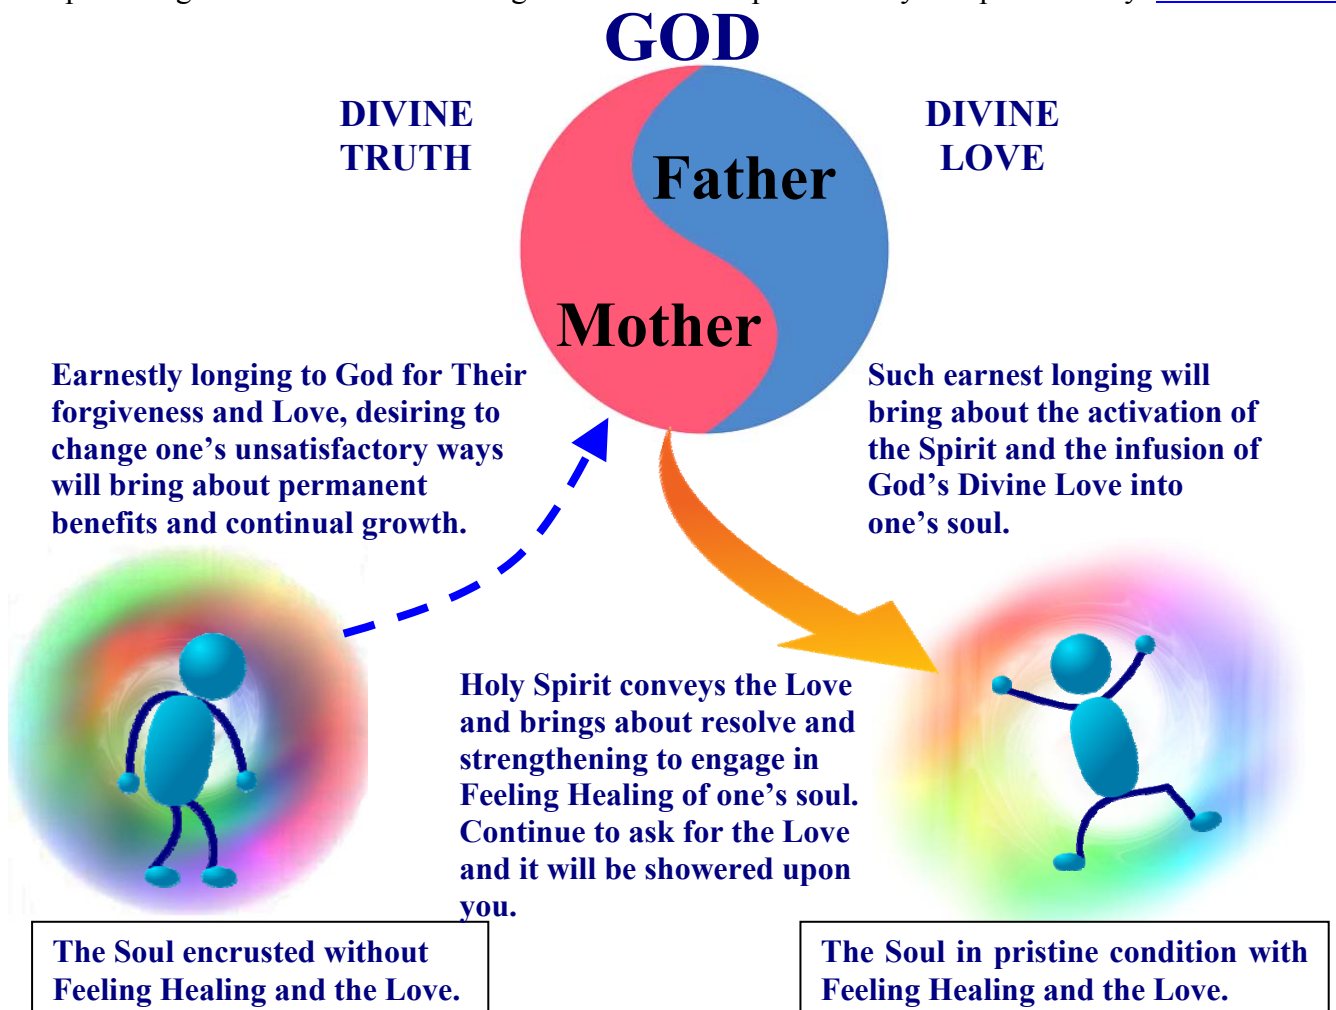 GOD
DIVINE
TRUTH
DIVINE
LOVE
Father
Mother
Earnestly longing to God for Their
forgiveness and Love, desiring to
change one’s unsatisfactory ways
will bring about permanent
benefits and continual growth.
Such earnest longing will
bring about the activation of
the Spirit and the infusion of
God’s Divine Love into
one’s soul.
Holy Spirit conveys the Love
and brings about resolve and
strengthening to engage in
Feeling Healing of one’s soul.
Continue to ask for the Love
and it will be showered upon
you.
The Soul encrusted without
Feeling Healing and the Love.
The Soul in pristine condition with
Feeling Healing and the Love.